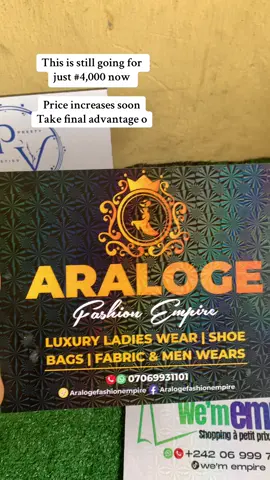 This is still going for
just #4,000 now
Price increases soon
Take final advantage o
ARALOGE
Fashion Empire
LUXURY LADIES WEAR | SHOE
BAGS | FABRIC & MEN WEARS
07069931101
Aralogefashionempire
Aralogefashionempire
we'm em
Shopping à petit prix
+242 06 999 7
we'm empire